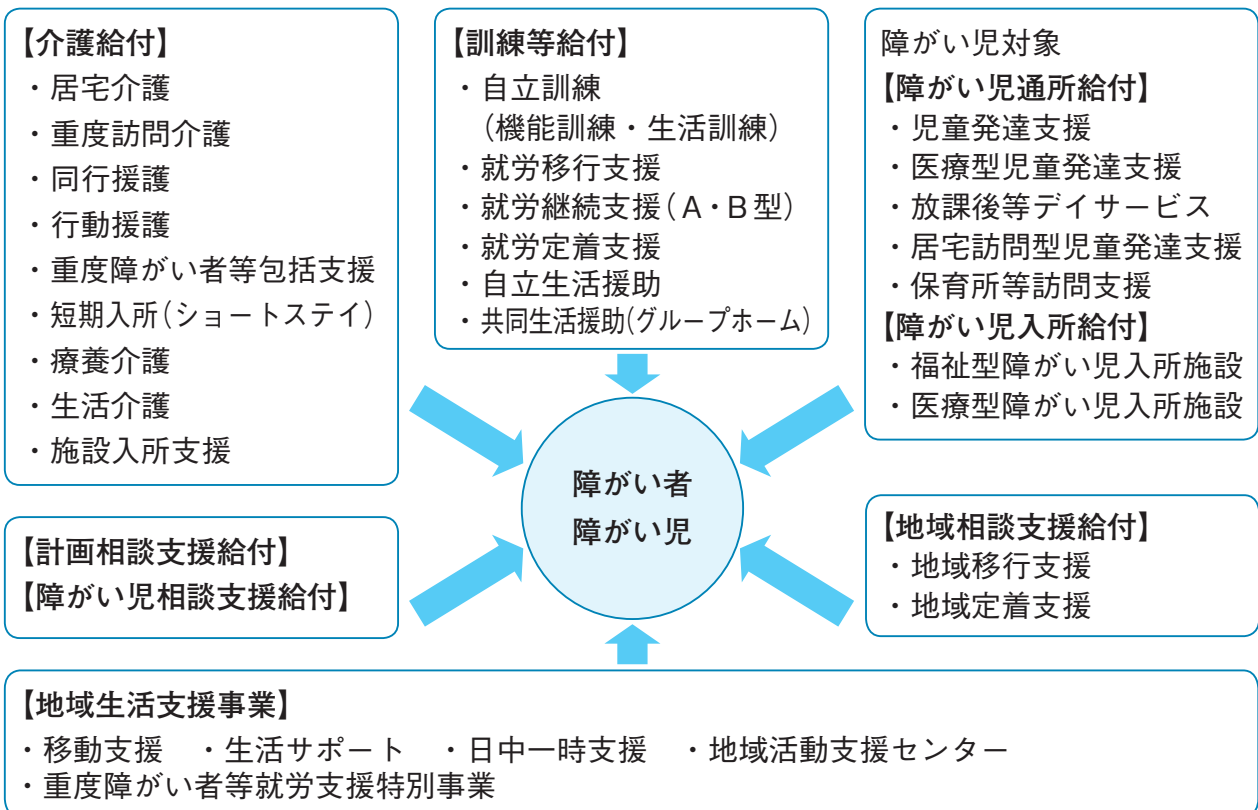 【介護給付】
・居宅介護
・重度訪問介護
・同行援護
・行動援護
・重度障がい者等包括支援
・短期入所(ショートステイ)
・療養介護
・生活介護
・施設入所支援
【訓練等給付】
・自立訓練
(機能訓練・生活訓練)
・就労移行支援
・就労継続支援(A・B型)
・就労定着支援
・自立生活援助
・共同生活援助(グループホーム)
障がい児対象
【障がい児通所給付】
・児童発達支援
・医療型児童発達支援
・放課後等デイサービス
・居宅訪問型児童発達支援
・保育所等訪問支援
【障がい児入所給付】
・福祉型障がい児入所施設
・医療型障がい児入所施設
障がい者
障がい児
【計画相談支援給付】
【障がい児相談支援給付】
【地域相談支援給付】
・地域移行支援
・地域定着支援
【地域生活支援事業】
・移動支援 ・生活サポート ・日中一時支援 ・地域活動支援センター
・重度障がい者等就労支援特別事業